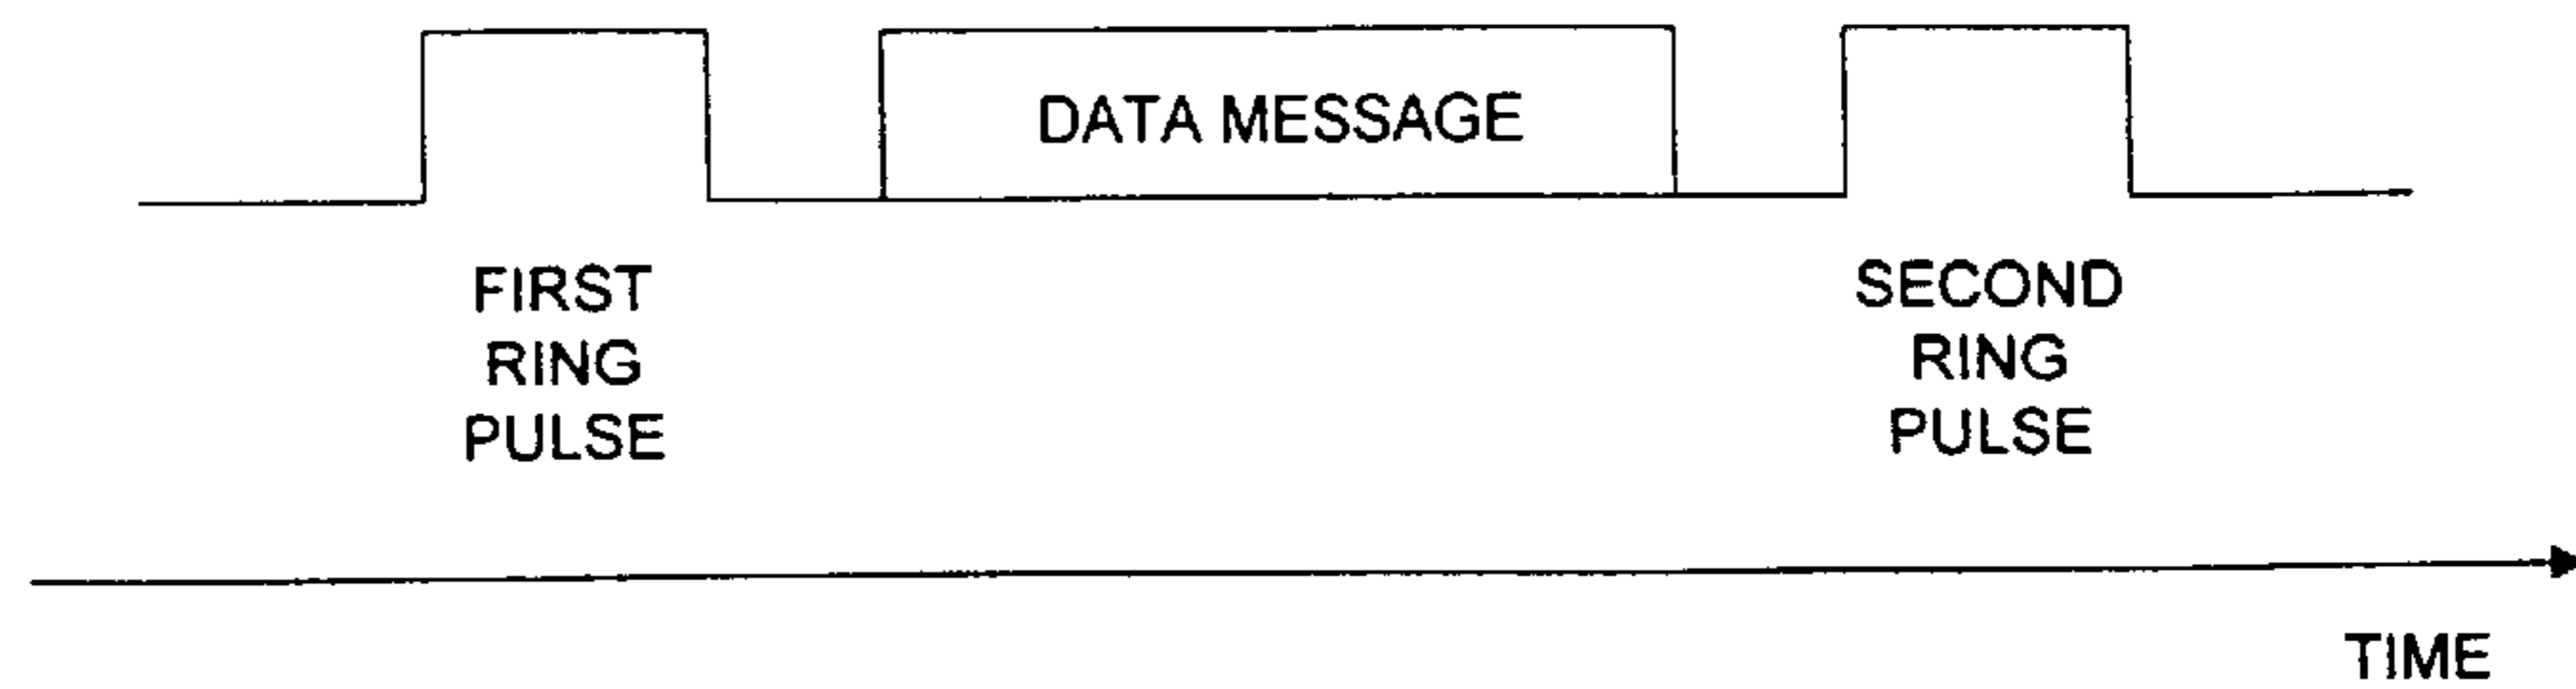 DATA MESSAGE
FIRST
RING
PULSE
SECOND
RING
PULSE
TIME